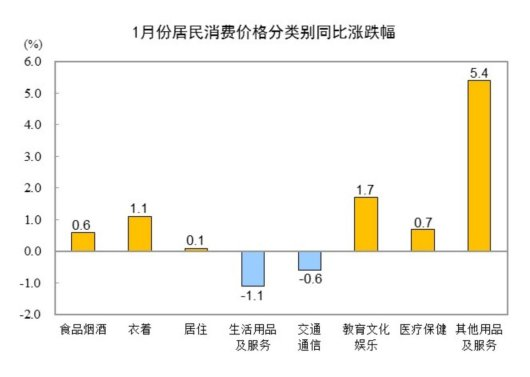 1月份居民消费价格分类别同比涨跌幅
(%)
6.0
5.0
4.0
3.0
2.0
1.0
0.0
-1.0
-2.0
0.6
1.1
0.1
-1.1
-0.6
1.7
0.7
5.4
食品烟酒
衣着
居住
生活用品
及服务
交通
通信
教育文化
娱乐
医疗保健
其他用品
及服务